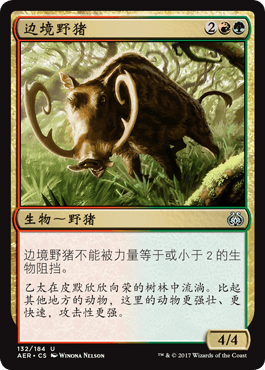 边境野猪 2
生物～野猪
边境野猪不能被力量等于或小于2的生
物阻挡。
乙太在皮默欣欣向荣的树林中流淌。比起
其他地方的动物，这里的动物更强壮、更
快速，攻击性更强。
4/4
132/184 U
AER • CS WINONA NELSON
™ & © 2017 Wizards of the Coast